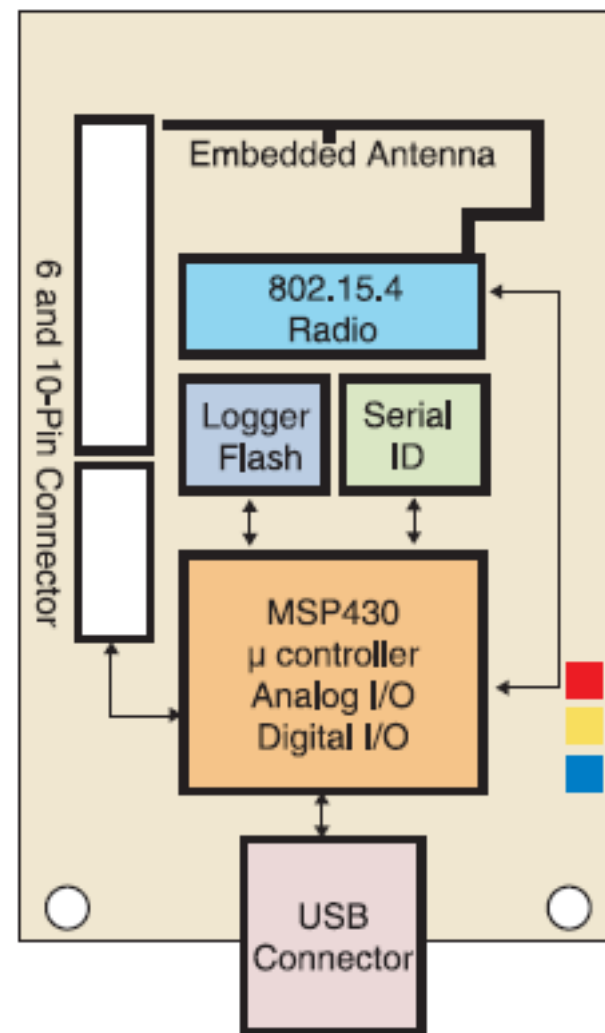 Embedded Antenna
6 and 10-Pin Connector
802.15.4
Radio
Logger
Flash
Serial
ID
MSP430
µ controller
Analog I/O
Digital I/O
USB
Connector